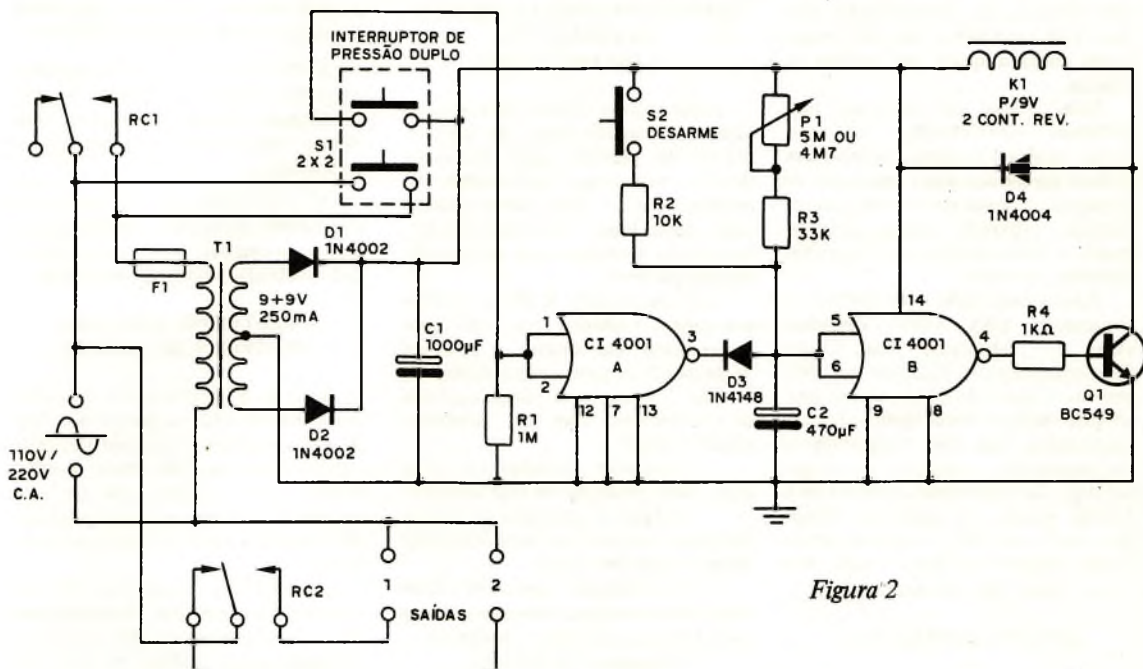 INTERRUPTOR DE
PRESSÃO DUPLO
S1
2 X 2
RC1
F1
T1
9+9V
250mA
D1
1N4002
D2
1N4002
C1
1000µF
110V/
220V
C.A.
RC2
1
2
SAÍDAS
R1
1M
1
2
CI 4001
A
3
12
7
13
D3
1N4148
S2
DESARME
R2
10K
P1
5M OU
4M7
R3
33K
C2
470µF
14
5
6
CI 4001
B
4
9
8
R4
1KΩ
Q1
BC549
K1
P/9V
2 CONT. REV.
D4
1N4004
Figura 2